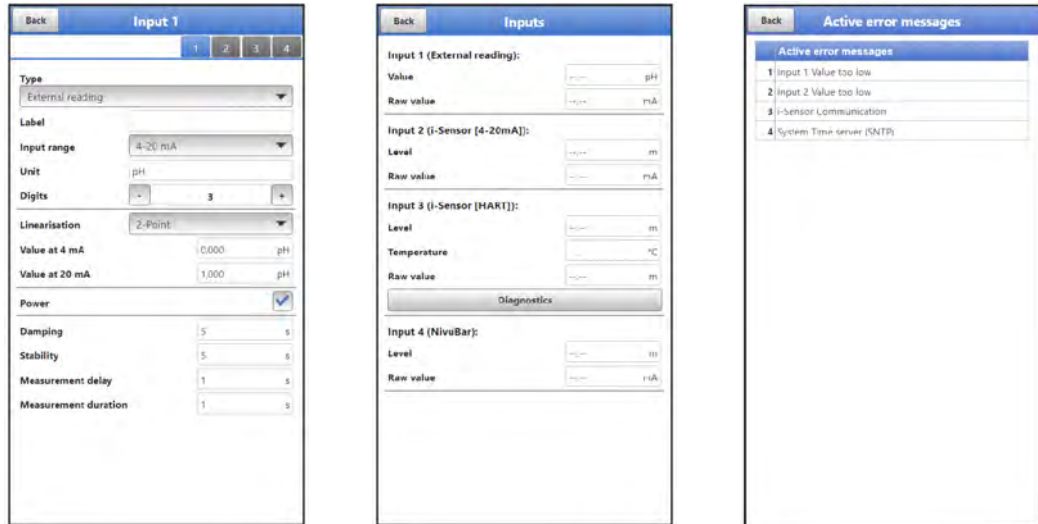 Back Input 1
1 2 3 4
Type
External reading
Label
Input range 4-20 mA
Unit pH
Digits - 3 +
Linearisation 2-Point
Value at 4 mA 0,000 pH
Value at 20 mA 1,000 pH
Power
Damping 5 s
Stability 5 s
Measurement delay 1 s
Measurement duration 1 s
Back Inputs
Input 1 (External reading):
Value --,-- pH
Raw value --,-- mA
Input 2 (i-Sensor [4-20mA]):
Level --,-- m
Raw value --,-- mA
Input 3 (i-Sensor [HART]):
Level --,-- m
Temperature °C
Raw value --,-- m
Diagnostics
Input 4 (NivuBar):
Level --,-- m
Raw value --,-- mA
Back Active error messages
Active error messages
1 Input 1 Value too low
2 Input 2 Value too low
3 i-Sensor Communication
4 System Time server (SNTP)